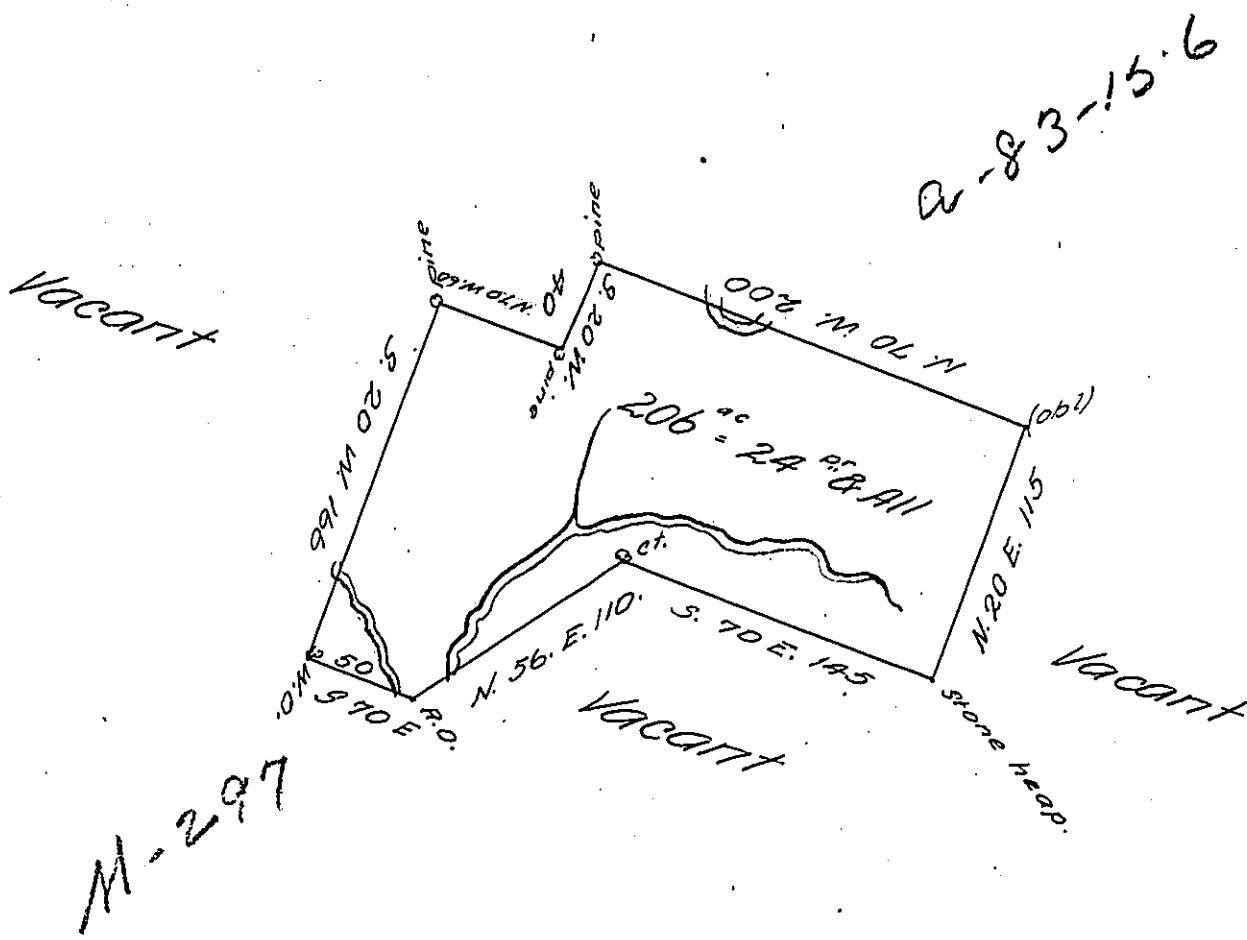 a-83-15.6
Vacant
pine
N70W.60
40
pine
S. 20 W.
pine
N. 70 W. 200
(obl)
S. 20 W. 166
206 ac = 24 pr & All
N. 20 E. 115
ct.
S. 70 E. 145
N. 56. E. 110.
50
S 70 E
W.O.
R.O.
stone heap.
Vacant
Vacant
M-297